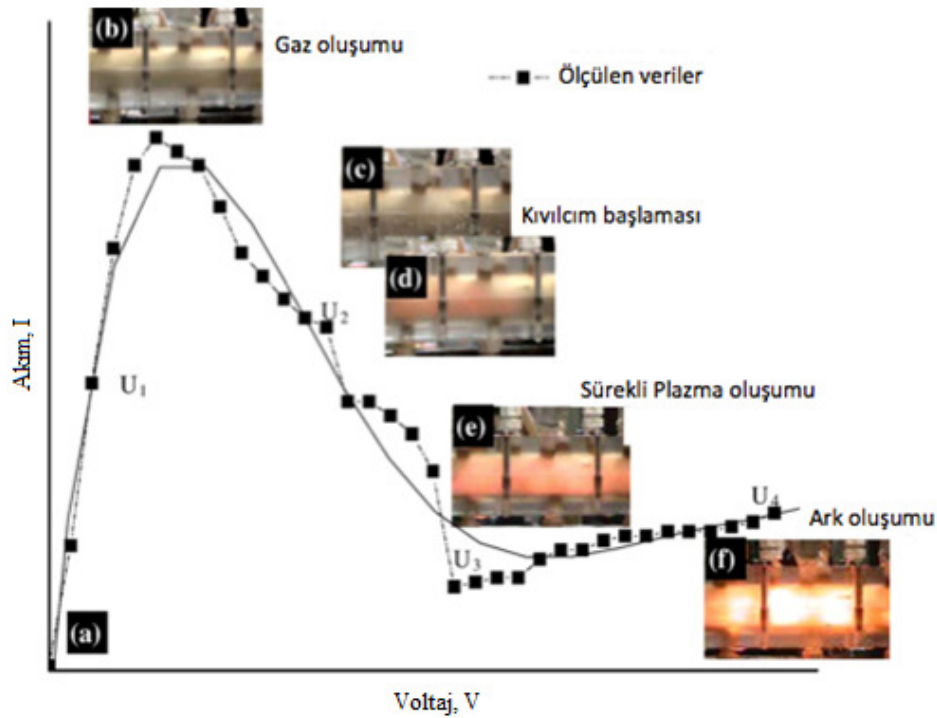 (b)
Gaz oluşumu
Ölçülen veriler
(c)
Kıvılcım başlaması
(d)
U2
U1
Akım, I
Sürekli Plazma oluşumu
(e)
U4
Ark oluşumu
U3
(f)
(a)
Voltaj, V